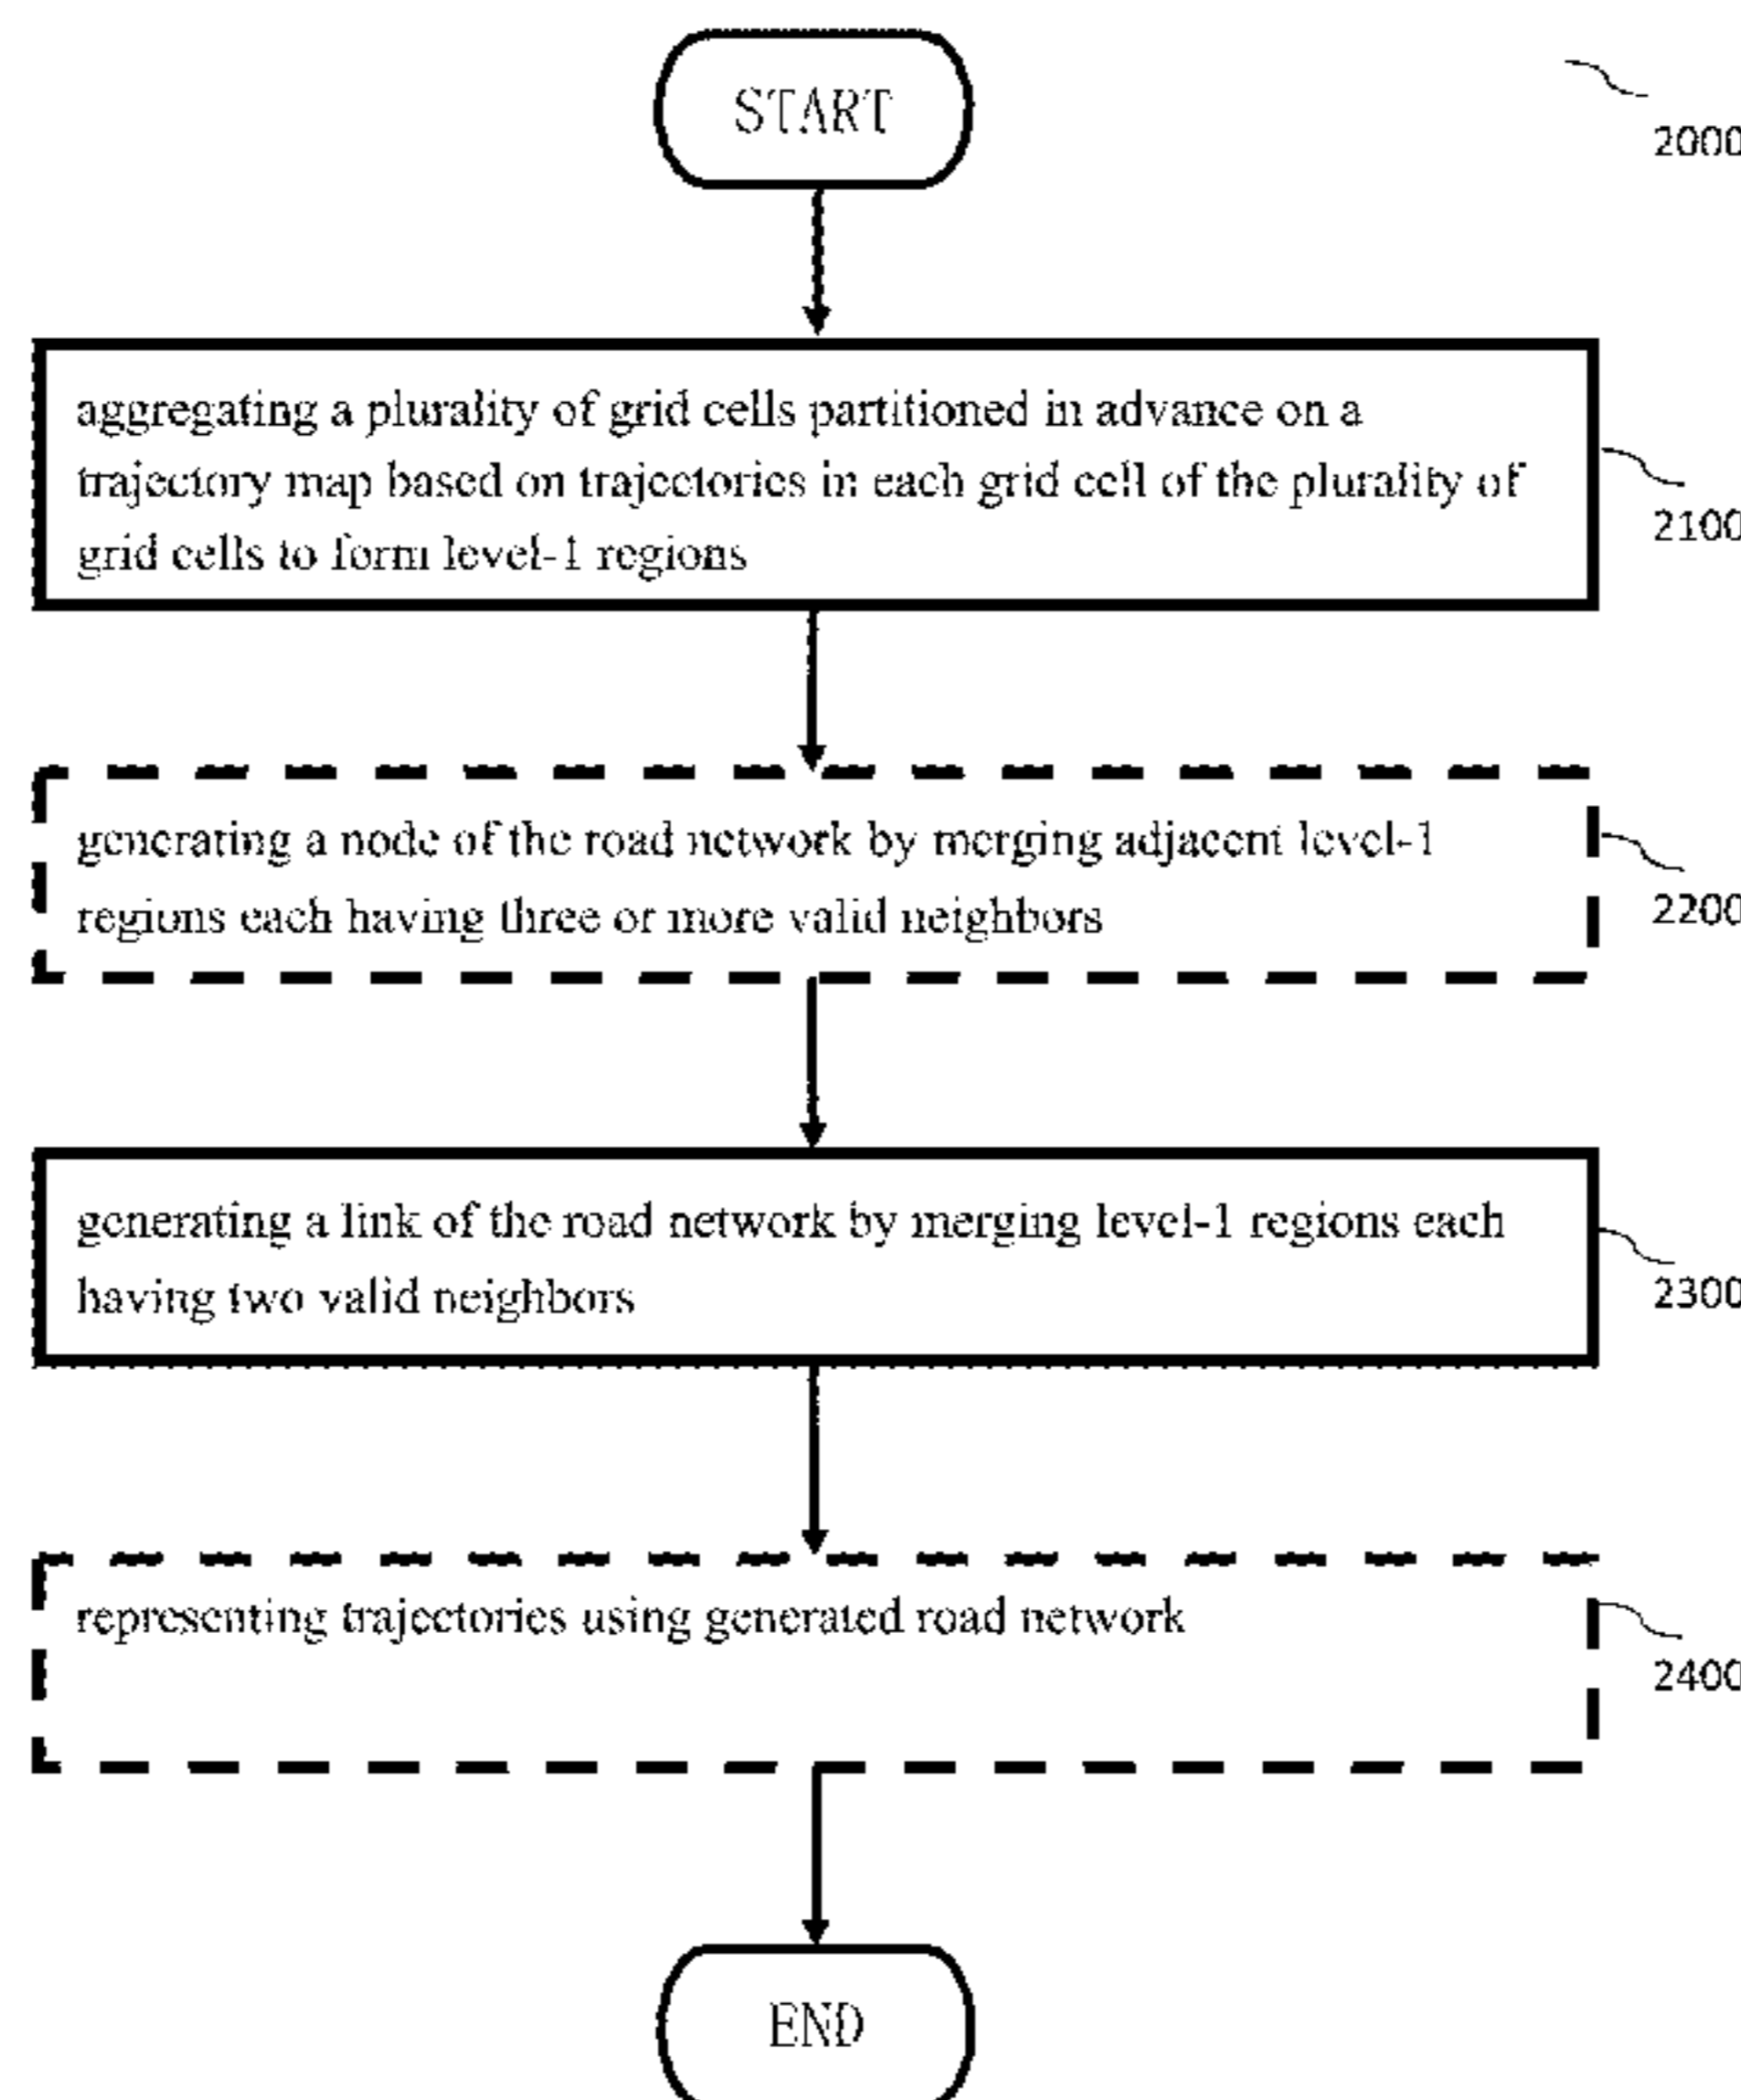 START
2000
aggregating a plurality of grid cells partitioned in advance on a
trajectory map based on trajectories in each grid cell of the plurality of
grid cells to form level-1 regions
2100
generating a node of the road network by merging adjacent level-1
regions each having three or more valid neighbors
2200
generating a link of the road network by merging level-1 regions each
having two valid neighbors
2300
representing trajectories using generated road network
2400
END